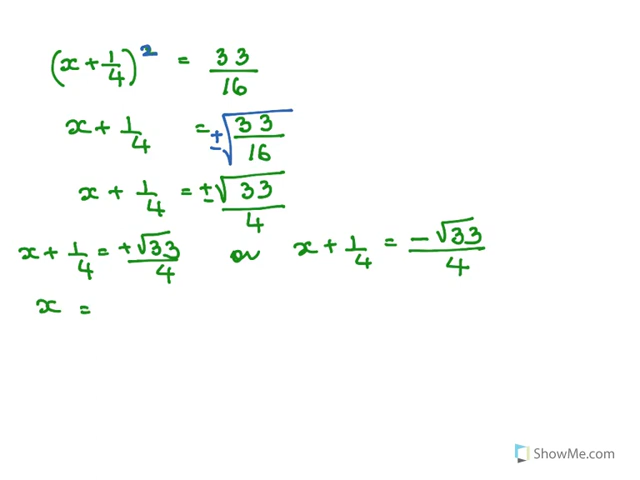 (x + 1/4)² = 33/16
x + 1/4 = ±√(33/16)
x + 1/4 = ±√33/4
x + 1/4 = +√33/4 or x + 1/4 = -√33/4
x =
ShowMe.com